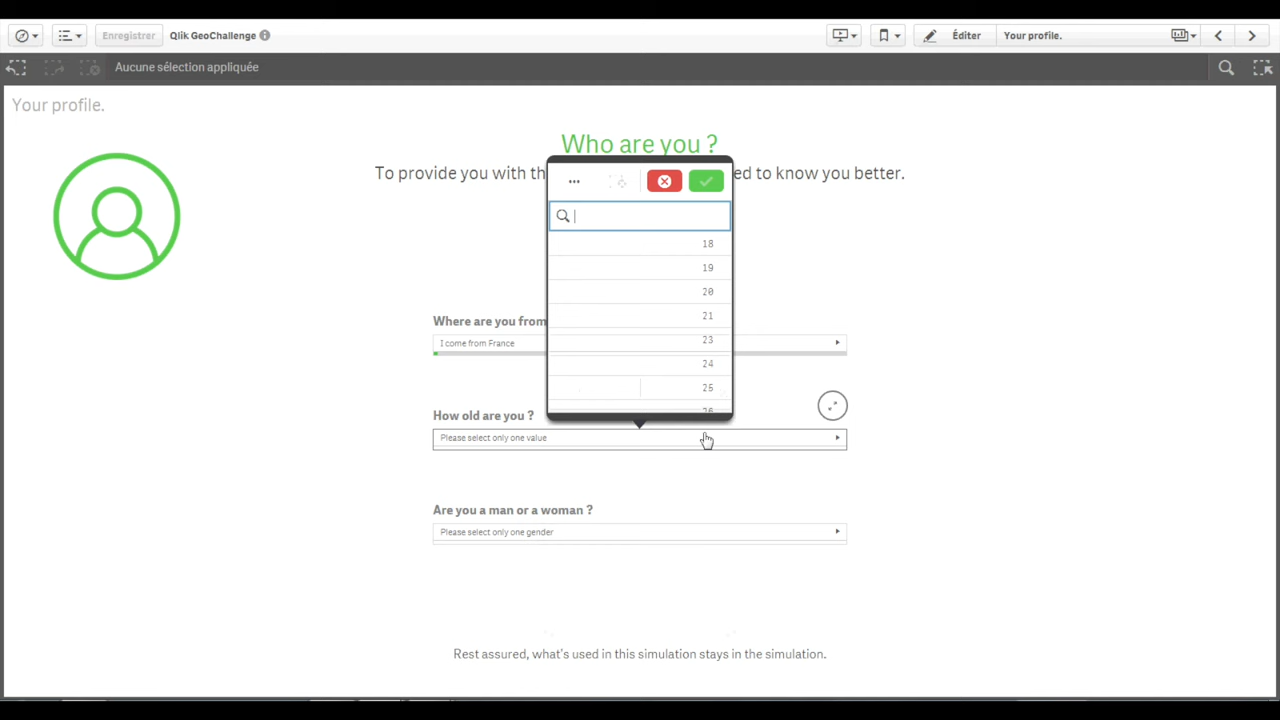 Enregistrer
Qlik GeoChallenge
Éditer
Your profile.
Aucune sélection appliquée
Your profile.
Who are you ?
To provide you with th
ed to know you better.
18
19
20
21
23
24
25
26
Where are you from
I come from France
How old are you ?
Please select only one value
Are you a man or a woman ?
Please select only one gender
Rest assured, what's used in this simulation stays in the simulation.